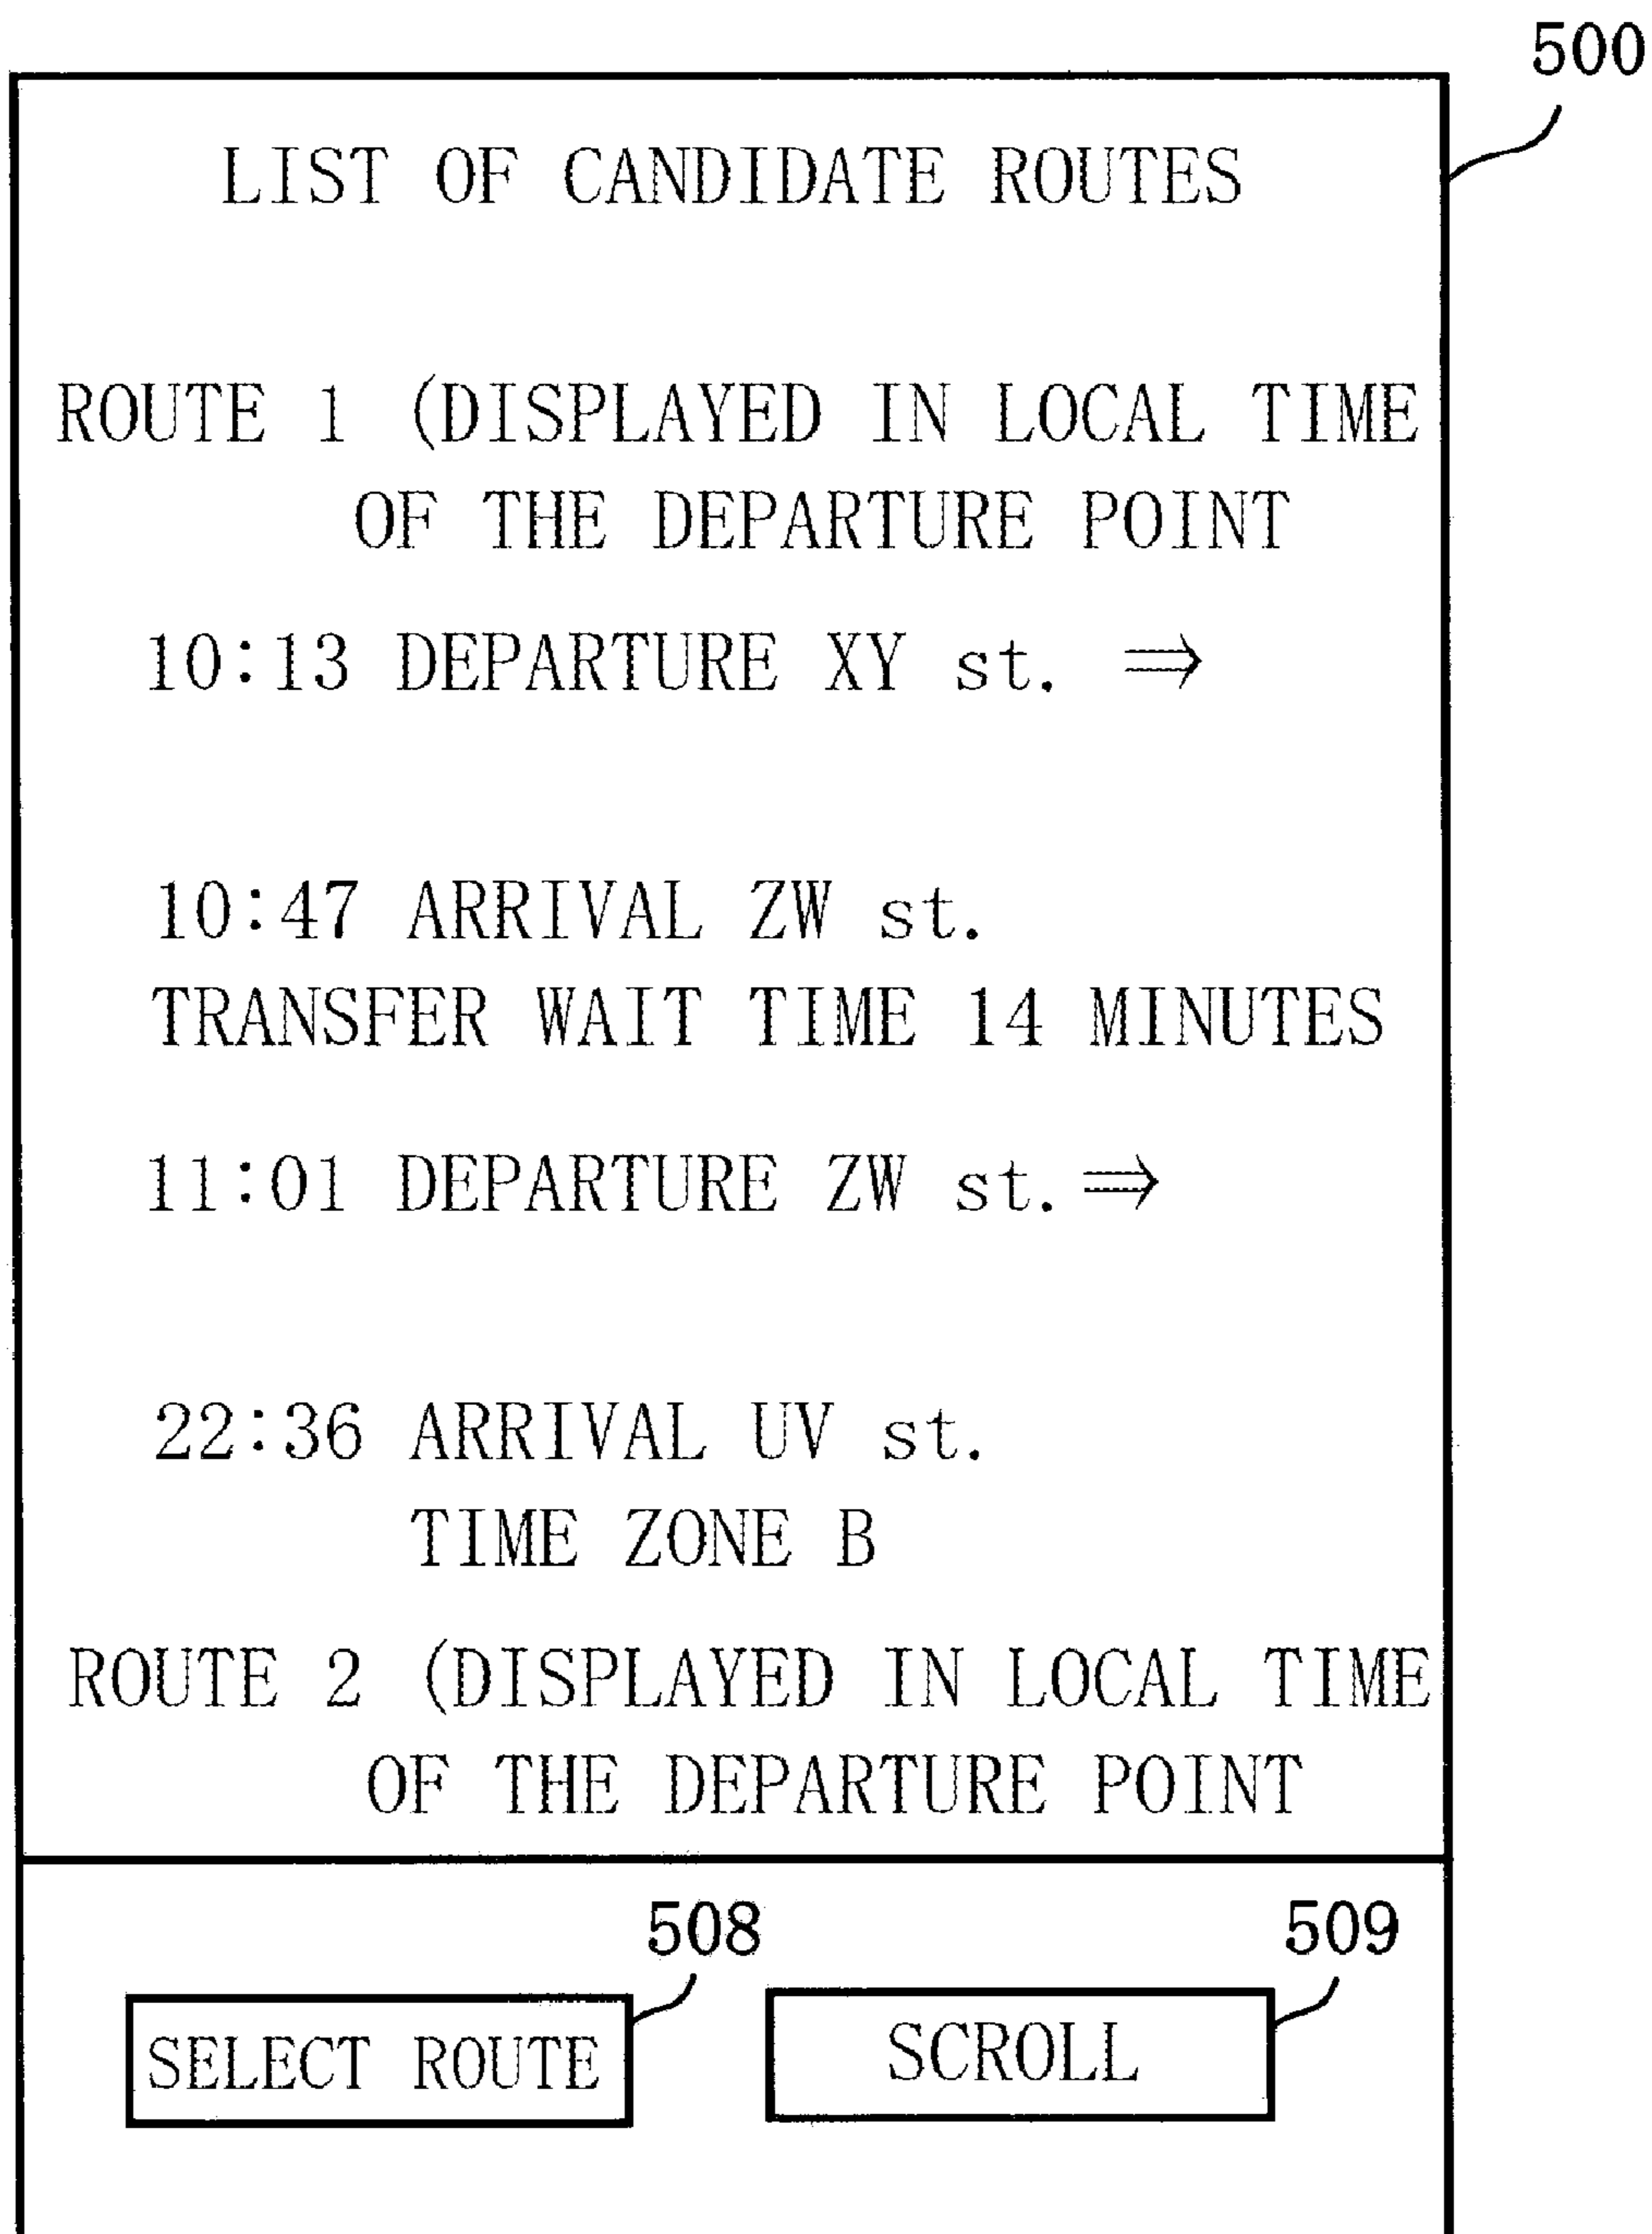 500
LIST OF CANDIDATE ROUTES
ROUTE 1 (DISPLAYED IN LOCAL TIME
OF THE DEPARTURE POINT
10:13 DEPARTURE XY st. ⇒
10:47 ARRIVAL ZW st.
TRANSFER WAIT TIME 14 MINUTES
11:01 DEPARTURE ZW st. ⇒
22:36 ARRIVAL UV st.
TIME ZONE B
ROUTE 2 (DISPLAYED IN LOCAL TIME
OF THE DEPARTURE POINT
508
509
SELECT ROUTE
SCROLL